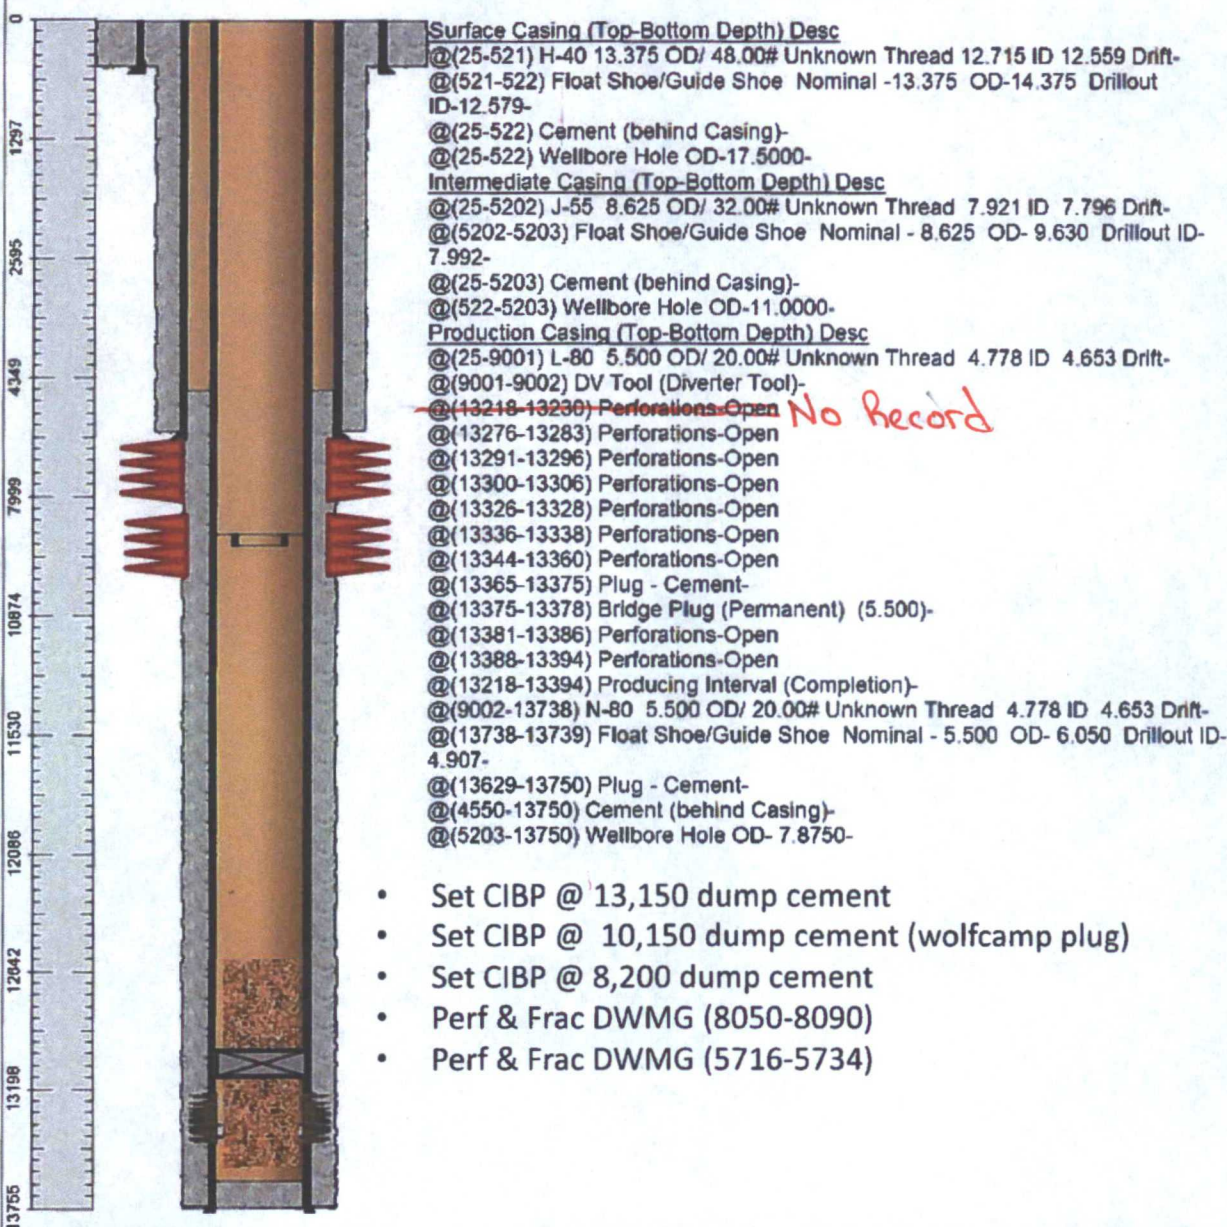 0
1297
2595
4349
7999
10874
11530
12086
12842
13198
13755
Surface Casing (Top-Bottom Depth) Desc
@(25-521) H-40 13.375 OD/ 48.00# Unknown Thread 12.715 ID 12.559 Drift-
@(521-522) Float Shoe/Guide Shoe Nominal -13.375 OD-14.375 Drillout
ID-12.579-
@(25-522) Cement (behind Casing)-
@(25-522) Wellbore Hole OD-17.5000-
Intermediate Casing (Top-Bottom Depth) Desc
@(25-5202) J-55 8.625 OD/ 32.00# Unknown Thread 7.921 ID 7.796 Drift-
@(5202-5203) Float Shoe/Guide Shoe Nominal - 8.625 OD- 9.630 Drillout ID-
7.992-
@(25-5203) Cement (behind Casing)-
@(522-5203) Wellbore Hole OD-11.0000-
Production Casing (Top-Bottom Depth) Desc
@(25-9001) L-80 5.500 OD/ 20.00# Unknown Thread 4.778 ID 4.653 Drift-
@(9001-9002) DV Tool (Diverter Tool)-
@(13218-13230) Perforations-Open No Record
@(13276-13283) Perforations-Open
@(13291-13296) Perforations-Open
@(13300-13306) Perforations-Open
@(13326-13328) Perforations-Open
@(13336-13338) Perforations-Open
@(13344-13360) Perforations-Open
@(13365-13375) Plug - Cement-
@(13375-13378) Bridge Plug (Permanent) (5.500)-
@(13381-13386) Perforations-Open
@(13388-13394) Perforations-Open
@(13218-13394) Producing Interval (Completion)-
@(9002-13738) N-80 5.500 OD/ 20.00# Unknown Thread 4.778 ID 4.653 Drift-
@(13738-13739) Float Shoe/Guide Shoe Nominal - 5.500 OD- 6.050 Drillout ID-
4.907-
@(13629-13750) Plug - Cement-
@(4550-13750) Cement (behind Casing)-
@(5203-13750) Wellbore Hole OD- 7.8750-
• Set CIBP @ 13,150 dump cement
• Set CIBP @ 10,150 dump cement (wolfcamp plug)
• Set CIBP @ 8,200 dump cement
• Perf & Frac DWMG (8050-8090)
• Perf & Frac DWMG (5716-5734)